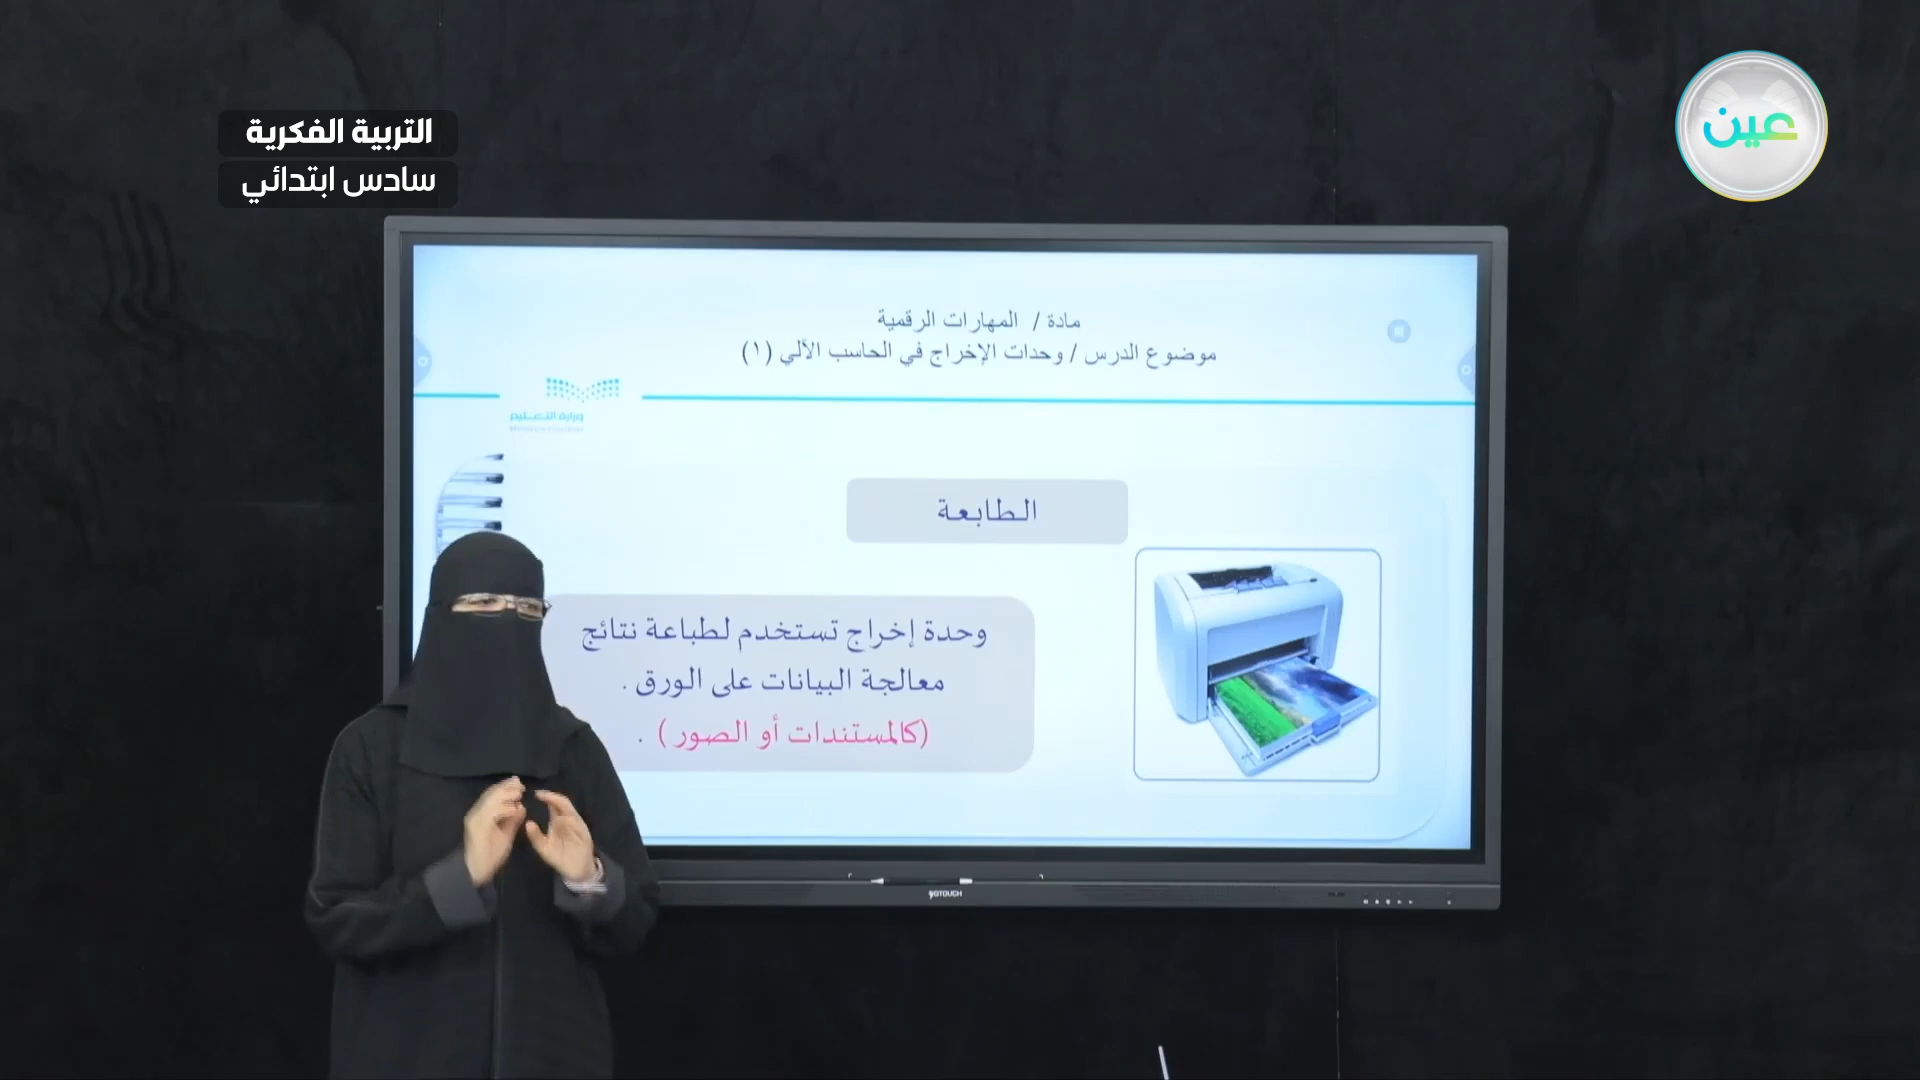 التربية الفكرية
سادس ابتدائي
عين
مادة / المهارات الرقمية
موضوع الدرس / وحدات الإخراج في الحاسب الآلي (١)
وزارة التعليم
الطابعة
وحدة إخراج تستخدم لطباعة نتائج
معالجة البيانات على الورق .
(كالمستندات أو الصور) .